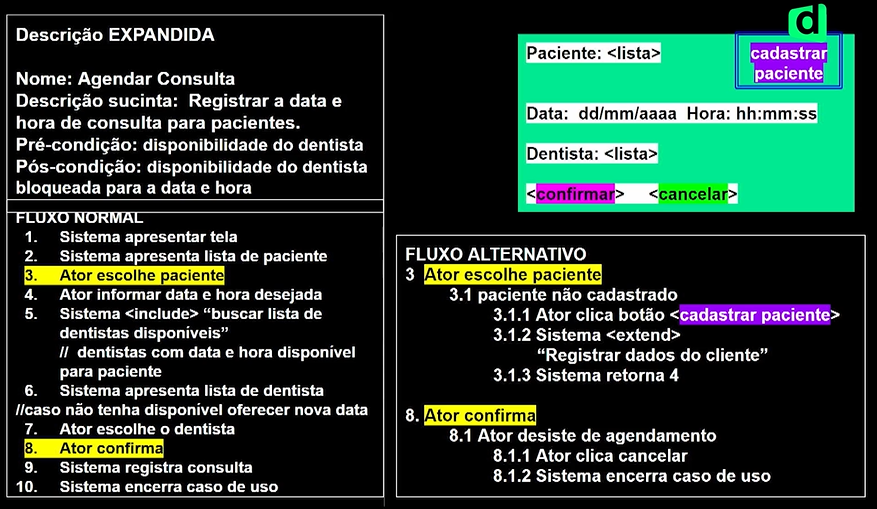 Descrição EXPANDIDA
Nome: Agendar Consulta
Descrição sucinta: Registrar a data e
hora de consulta para pacientes.
Pré-condição: disponibilidade do dentista
Pós-condição: disponibilidade do dentista
bloqueada para a data e hora
FLUXO NORMAL
1. Sistema apresentar tela
2. Sistema apresenta lista de paciente
3. Ator escolhe paciente
4. Ator informar data e hora desejada
5. Sistema <include> “buscar lista de
dentistas disponíveis”
// dentistas com data e hora disponível
para paciente
6. Sistema apresenta lista de dentista
//caso não tenha disponível oferecer nova data
7. Ator escolhe o dentista
8. Ator confirma
9. Sistema registra consulta
10. Sistema encerra caso de uso
d
Paciente: <lista>
cadastrar
paciente
Data: dd/mm/aaaa Hora: hh:mm:ss
Dentista: <lista>
<confirmar> <cancelar>
FLUXO ALTERNATIVO
3 Ator escolhe paciente
3.1 paciente não cadastrado
3.1.1 Ator clica botão <cadastrar paciente>
3.1.2 Sistema <extend>
“Registrar dados do cliente”
3.1.3 Sistema retorna 4
8. Ator confirma
8.1 Ator desiste de agendamento
8.1.1 Ator clica cancelar
8.1.2 Sistema encerra caso de uso